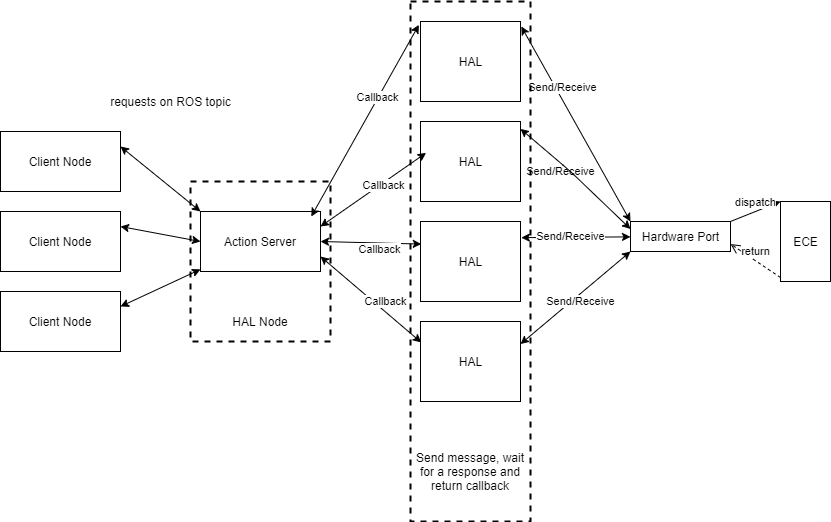 requests on ROS topic
Client Node
Client Node
Client Node
Action Server
HAL Node
Callback
Callback
Callback
Callback
HAL
HAL
HAL
HAL
Send message, wait
for a response and
return callback
Send/Receive
Send/Receive
Send/Receive
Send/Receive
Hardware Port
dispatch
return
ECE